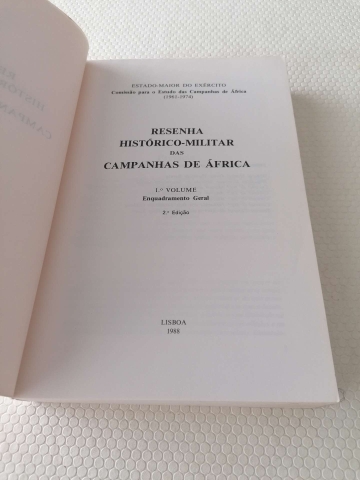 ESTADO-MAIOR DO EXÉRCITO
Comissão para o Estudo das Campanhas de África
(1961-1974)
RESENHA
HISTÓRICO-MILITAR
DAS
CAMPANHAS DE ÁFRICA
1.º VOLUME
Enquadramento Geral
2.ª Edição
LISBOA
1988